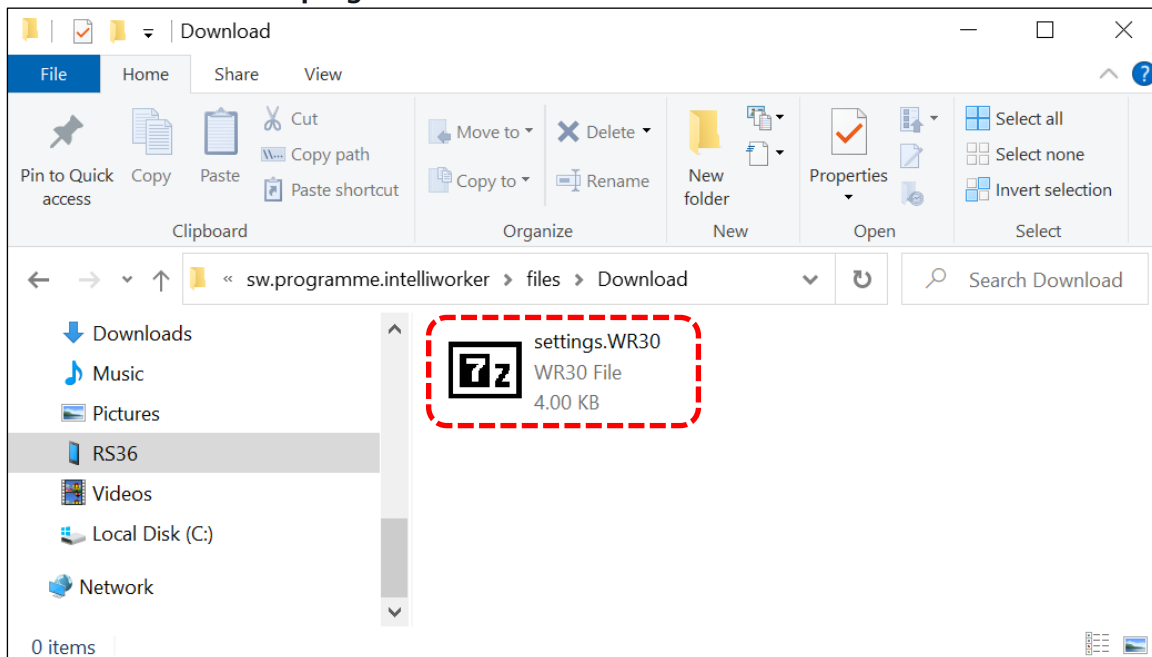 Download
File Home Share View
Pin to Quick access
Copy
Paste
Cut
Copy path
Paste shortcut
Clipboard
Move to
Copy to
Delete
Rename
Organize
New folder
New
Properties
Open
Select all
Select none
Invert selection
Select
« sw.programme.intelliworker > files > Download
Search Download
Downloads
Music
Pictures
RS36
Videos
Local Disk (C:)
Network
settings.WR30
WR30 File
4.00 KB
7z
0 items